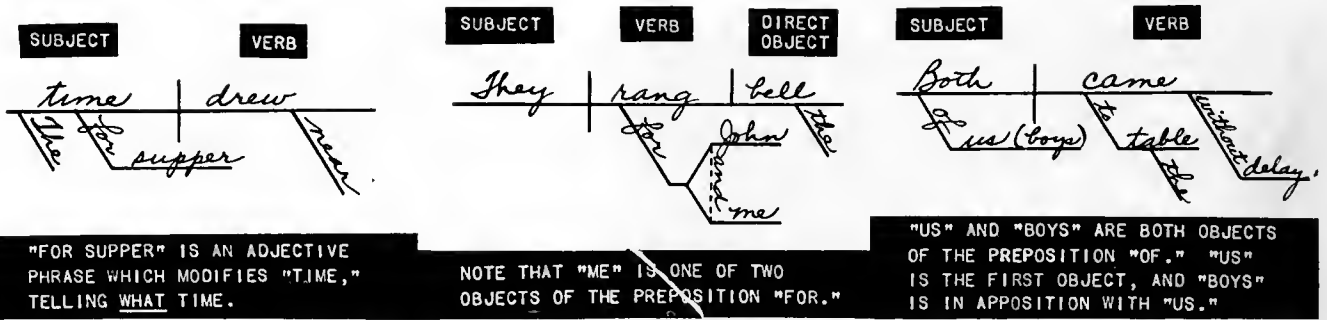 SUBJECT VERB
time drew
The for supper near.
"FOR SUPPER" IS AN ADJECTIVE
PHRASE WHICH MODIFIES "TIME,"
TELLING WHAT TIME.
SUBJECT VERB DIRECT OBJECT
They rang bell
for John and me the
NOTE THAT "ME" IS ONE OF TWO
OBJECTS OF THE PREPOSITION "FOR."
SUBJECT VERB
Both came
of us (boys) to table the without delay.
"US" AND "BOYS" ARE BOTH OBJECTS
OF THE PREPOSITION "OF." "US"
IS THE FIRST OBJECT, AND "BOYS"
IS IN APPOSITION WITH "US."